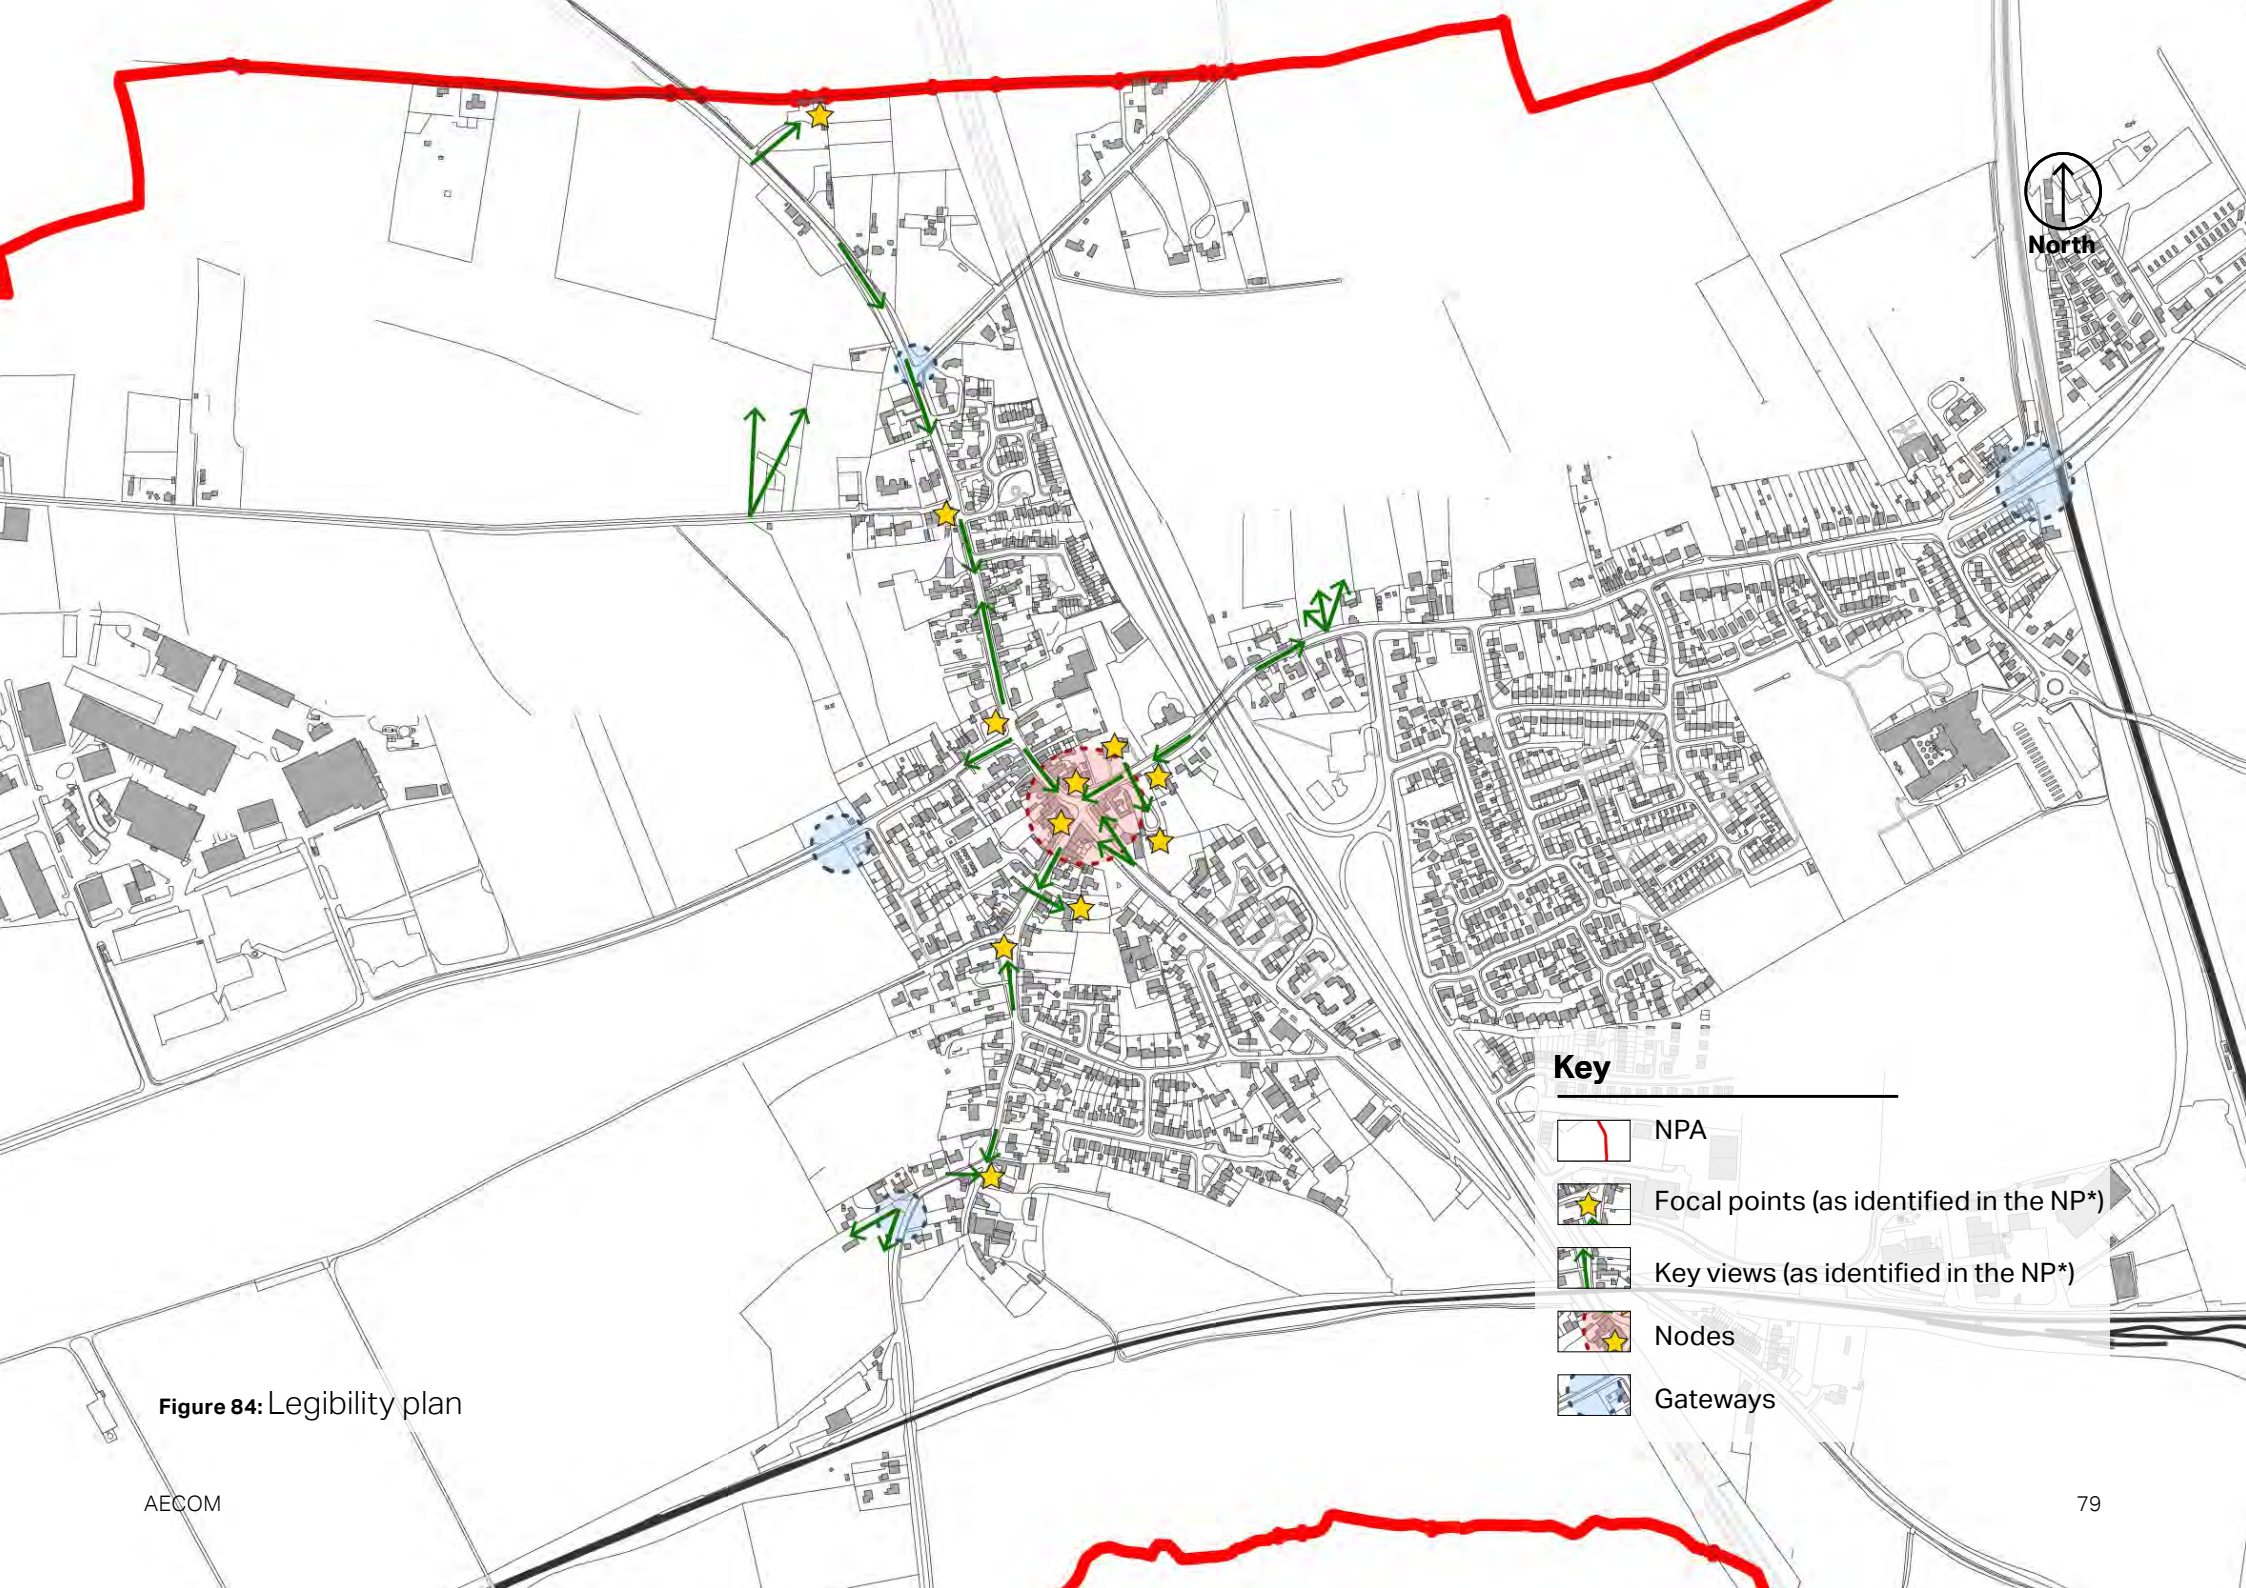 North
Key
NPA
Focal points (as identified in the NP*)
Key views (as identified in the NP*)
Nodes
Gateways
Figure 84: Legibility plan
AECOM
79